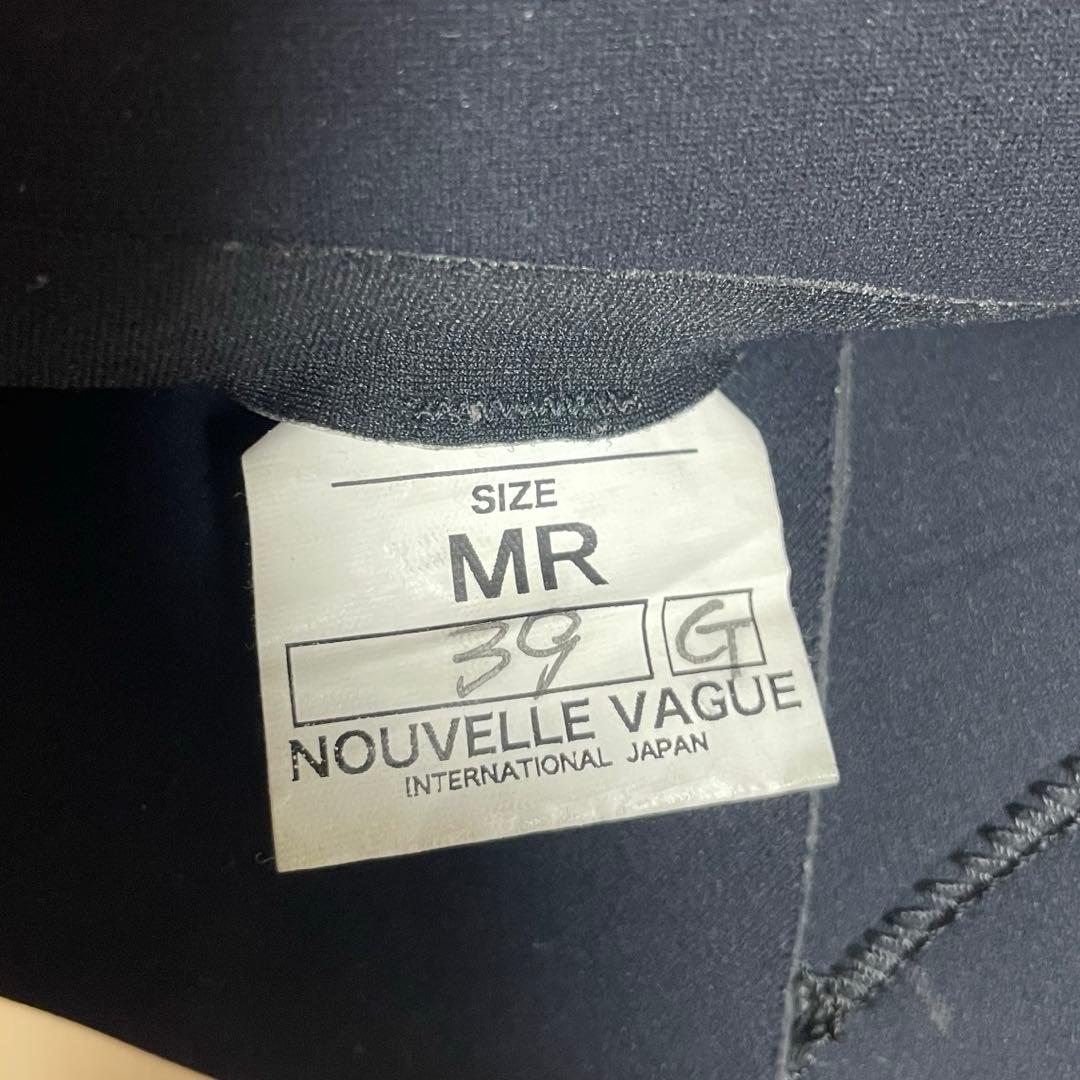 SIZE
MR
39 G
NOUVELLE VAGUE
INTERNATIONAL JAPAN